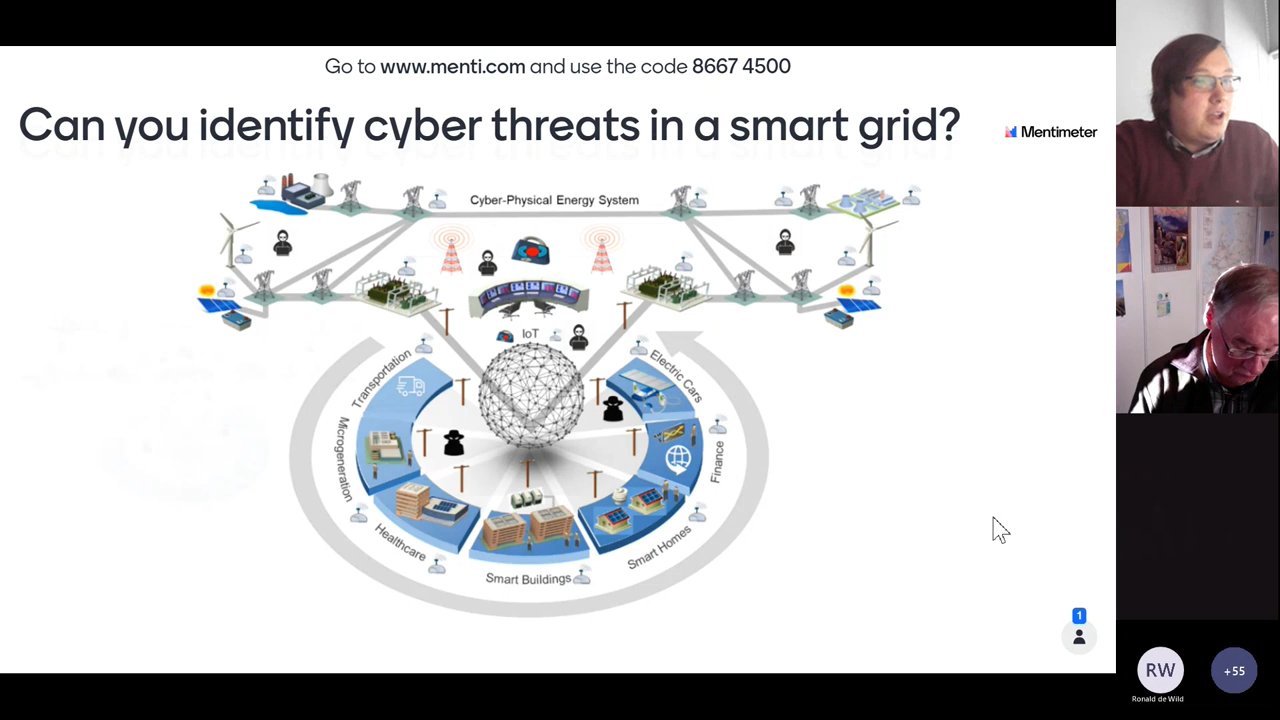 Go to www.menti.com and use the code 8667 4500
Can you identify cyber threats in a smart grid?
Mentimeter
Cyber-Physical Energy System
IoT
Transportation
Electric Cars
Microgeneration
Finance
Healthcare
Smart Homes
Smart Buildings
1
RW
+55
Ronald de Wild